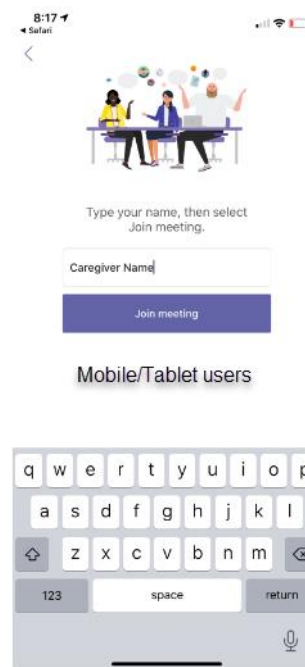 8:17
◀ Safari
Type your name, then select
Join meeting.
Caregiver Name
Join meeting
Mobile/Tablet users
q w e r t y u i o p
a s d f g h j k l
z x c v b n m
123 space return